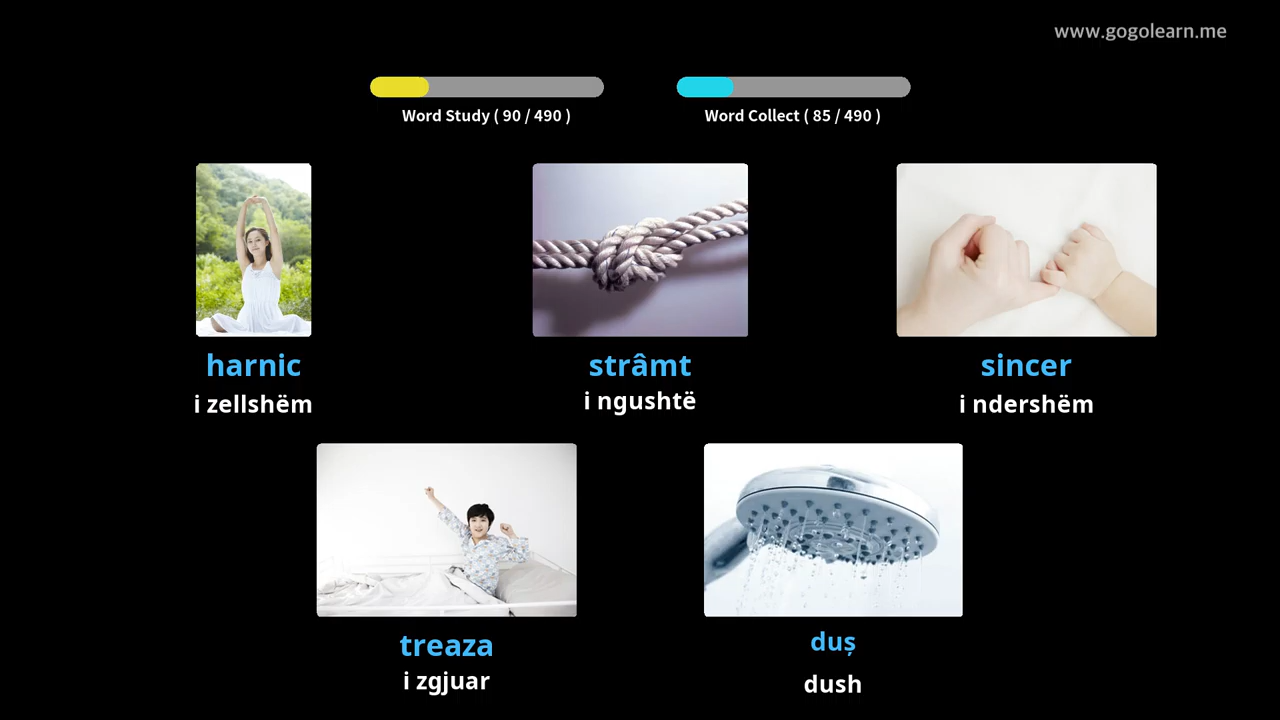 www.gogolearn.me
Word Study ( 90 / 490 )
Word Collect ( 85 / 490 )
harnic
i zellshëm
strâmt
i ngushtë
sincer
i ndershëm
treaza
i zgjuar
duș
dush